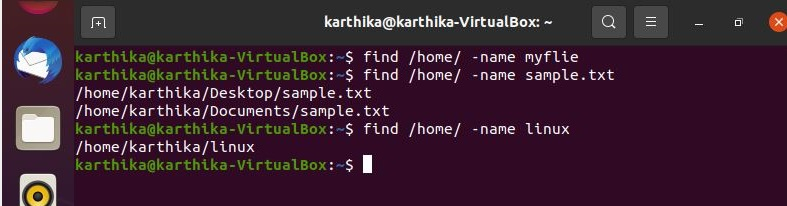 karthika@karthika-VirtualBox: ~
karthika@karthika-VirtualBox:~$ find /home/ -name myflie
karthika@karthika-VirtualBox:~$ find /home/ -name sample.txt
/home/karthika/Desktop/sample.txt
/home/karthika/Documents/sample.txt
karthika@karthika-VirtualBox:~$ find /home/ -name linux
/home/karthika/linux
karthika@karthika-VirtualBox:~$